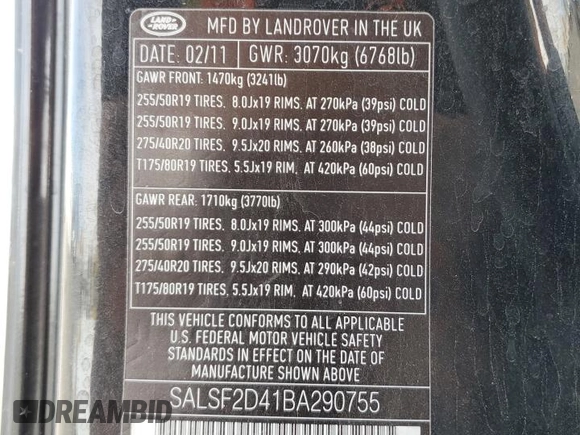 LAND ROVER
MFD BY LANDROVER IN THE UK
DATE: 02/11 GWR: 3070kg (6768lb)
GAWR FRONT: 1470kg (3241lb)
255/50R19 TIRES, 8.0Jx19 RIMS, AT 270kPa (39psi) COLD
255/50R19 TIRES, 9.0Jx19 RIMS, AT 270kPa (39psi) COLD
275/40R20 TIRES, 9.5Jx20 RIMS, AT 260kPa (38psi) COLD
T175/80R19 TIRES, 5.5Jx19 RIM, AT 420kPa (60psi) COLD
GAWR REAR: 1710kg (3770lb)
255/50R19 TIRES, 8.0Jx19 RIMS, AT 300kPa (44psi) COLD
255/50R19 TIRES, 9.0Jx19 RIMS, AT 300kPa (44psi) COLD
275/40R20 TIRES, 9.5Jx20 RIMS, AT 290kPa (42psi) COLD
T175/80R19 TIRES, 5.5Jx19 RIM, AT 420kPa (60psi) COLD
THIS VEHICLE CONFORMS TO ALL APPLICABLE
U.S. FEDERAL MOTOR VEHICLE SAFETY
STANDARDS IN EFFECT ON THE DATE OF
MANUFACTURE SHOWN ABOVE.
SALSF2D41BA290755
AutoHelperBot.com